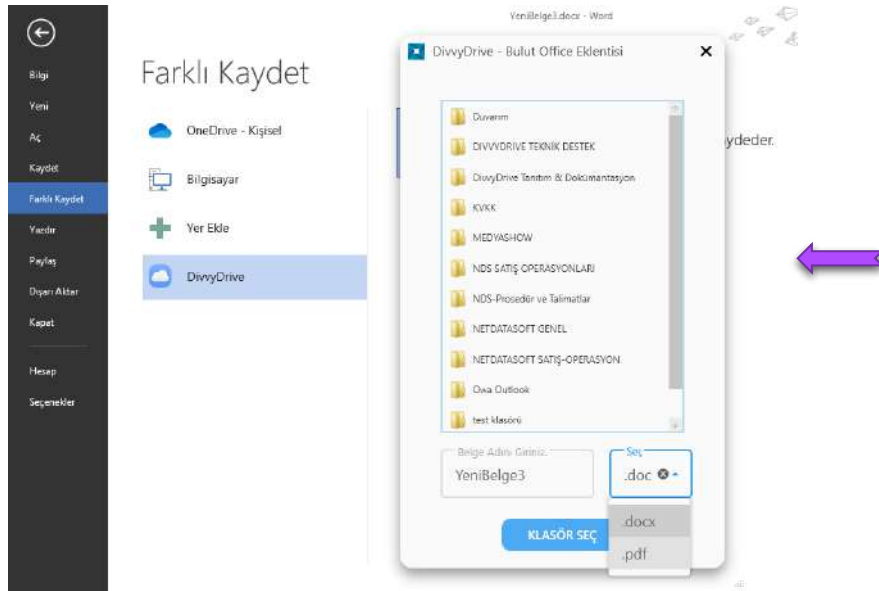 YeniBelge3.docx - Word
Bilgi
Yeni
Aç
Kaydet
Farklı Kaydet
Yazdır
Paylaş
Dışarı Aktar
Kapat
Hesap
Seçenekler
Farklı Kaydet
OneDrive - Kişisel
Bilgisayar
Yer Ekle
DivvyDrive
ydeder.
DivvyDrive - Bulut Office Eklentisi
Duvarım
DIVVYDRIVE TEKNİK DESTEK
DivvyDrive Tanıtım & Dokümantasyon
KVKK
MEDYASHOW
NDS SATIŞ OPERASYONLARI
NDS-Prosedür ve Talimatlar
NETDATASOFT GENEL
NETDATASOFT SATIŞ-OPERASYON
Owa Outlook
test klasörü
Belge Adını Giriniz.
YeniBelge3
Seç
.doc
.docx
.pdf
KLASÖR SEÇ